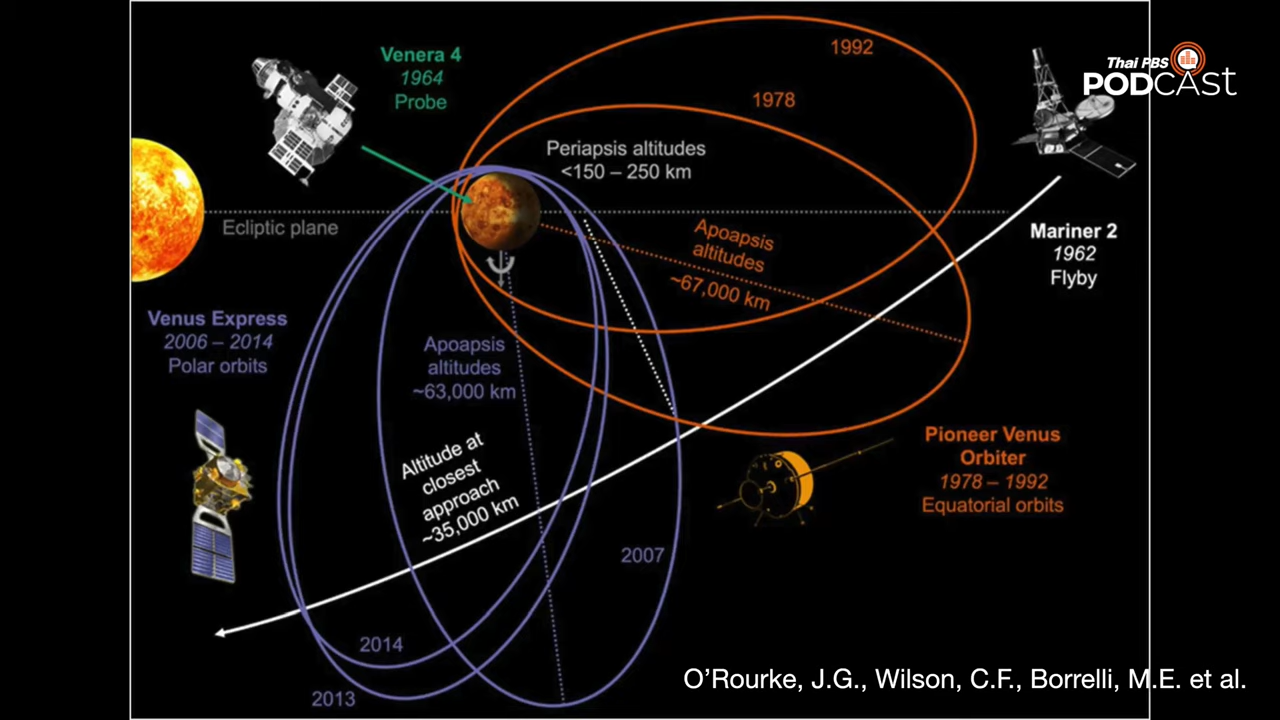 Thai PBS
PODCAST
1992
1978
Venera 4
1964
Probe
Periapsis altitudes
<150 – 250 km
Ecliptic plane
Apoapsis
altitudes
~67,000 km
Mariner 2
1962
Flyby
Venus Express
2006 – 2014
Polar orbits
Apoapsis
altitudes
~63,000 km
Altitude at
closest
approach
~35,000 km
Pioneer Venus
Orbiter
1978 – 1992
Equatorial orbits
2007
2014
2013
O'Rourke, J.G., Wilson, C.F., Borrelli, M.E. et al.